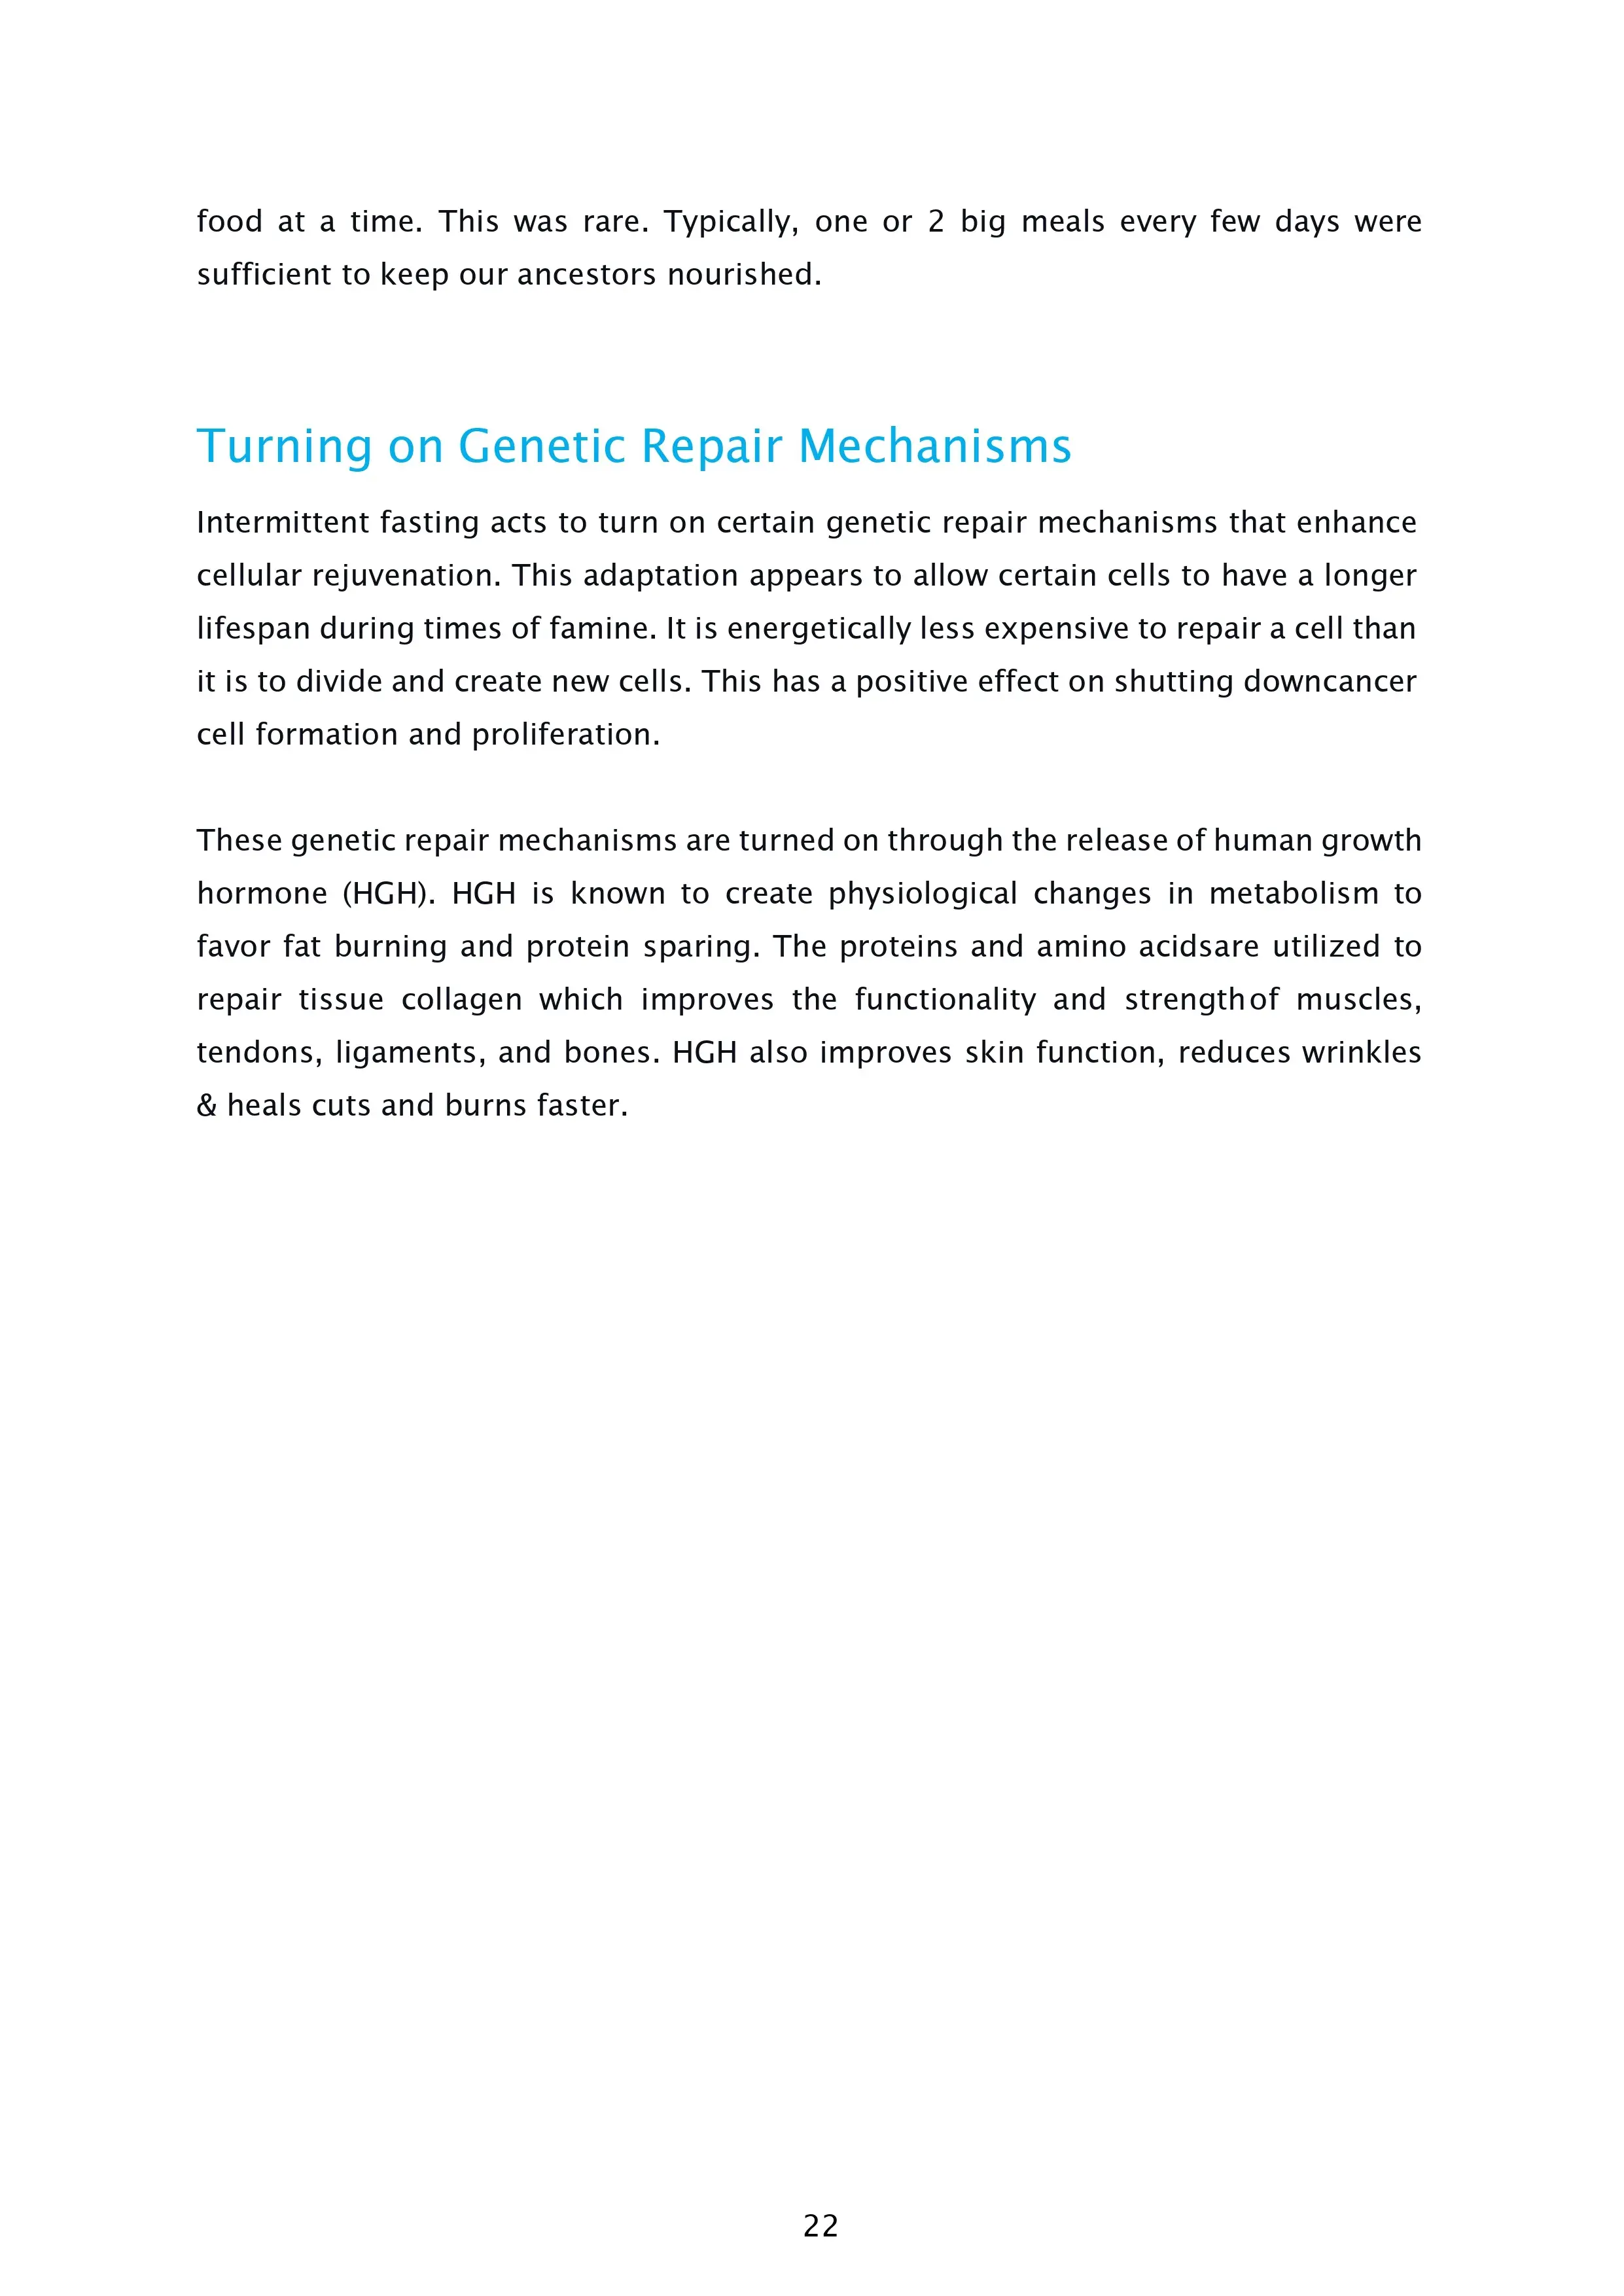 food at a time. This was rare. Typically, one or 2 big meals every few days were
sufficient to keep our ancestors nourished.
Turning on Genetic Repair Mechanisms
Intermittent fasting acts to turn on certain genetic repair mechanisms that enhance
cellular rejuvenation. This adaptation appears to allow certain cells to have a longer
lifespan during times of famine. It is energetically less expensive to repair a cell than
it is to divide and create new cells. This has a positive effect on shutting downcancer
cell formation and proliferation.
These genetic repair mechanisms are turned on through the release of human growth
hormone (HGH). HGH is known to create physiological changes in metabolism to
favor fat burning and protein sparing. The proteins and amino acidsare utilized to
repair tissue collagen which improves the functionality and strengthof muscles,
tendons, ligaments, and bones. HGH also improves skin function, reduces wrinkles
& heals cuts and burns faster.
22